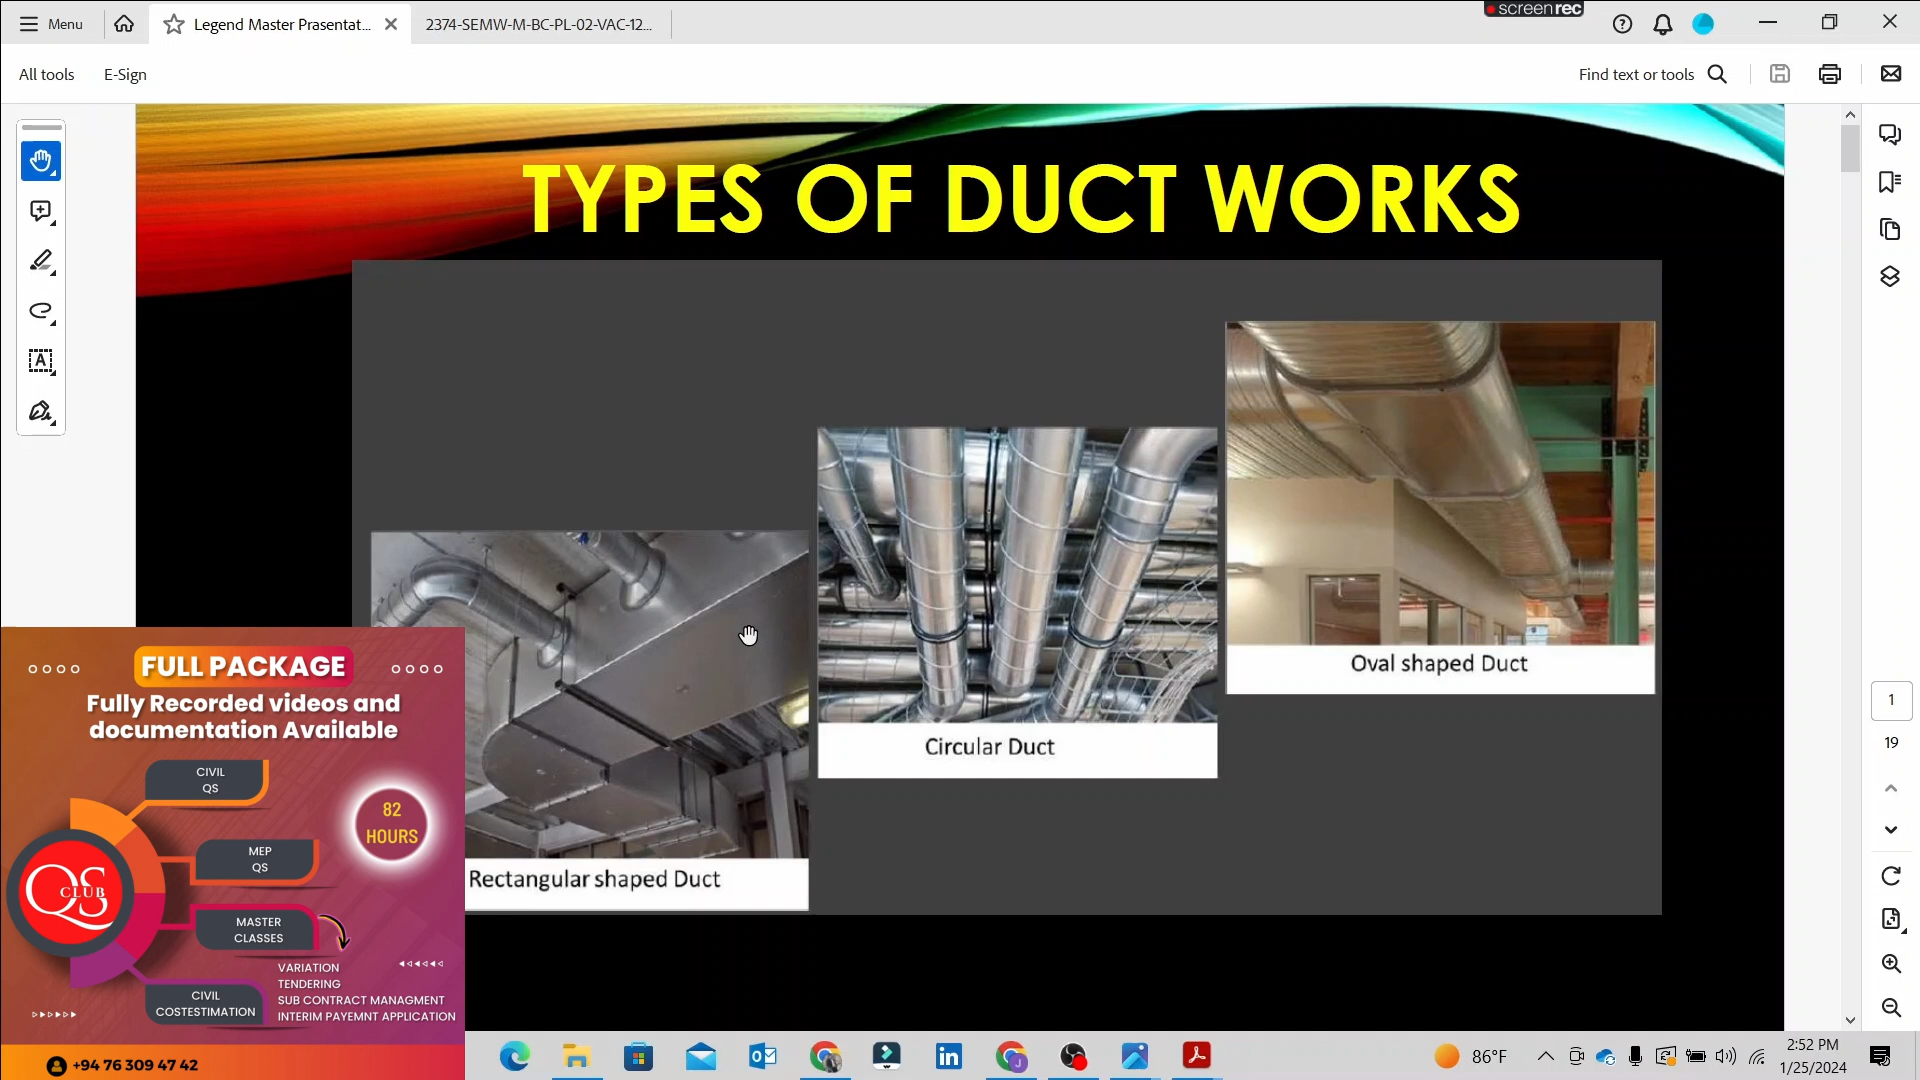 screenrec
Menu
Legend Master Prasentat...
2374-SEMW-M-BC-PL-02-VAC-12...
All tools
E-Sign
Find text or tools
TYPES OF DUCT WORKS
Oval shaped Duct
Circular Duct
Rectangular shaped Duct
1
19
FULL PACKAGE
Fully Recorded videos and
documentation Available
CIVIL
QS
82
HOURS
MEP
QS
QS
CLUB
MASTER
CLASSES
VARIATION
TENDERING
SUB CONTRACT MANAGMENT
INTERIM PAYEMNT APPLICATION
CIVIL
COSTESTIMATION
+94 76 309 47 42
86°F
2:52 PM
1/25/2024